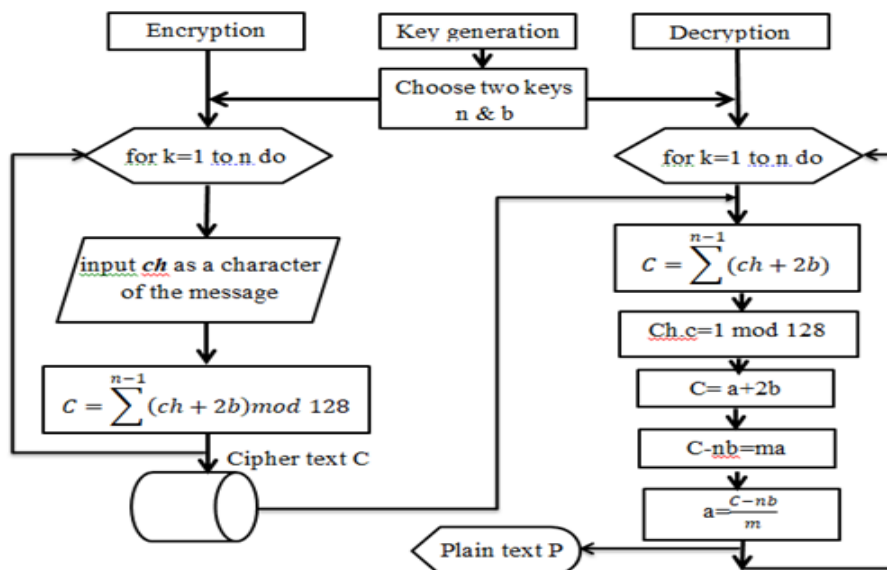 Encryption
Key generation
Decryption
Choose two keys
n & b
for k=1 to n do
for k=1 to n do
input ch as a character
of the message
C = ∑^{n−1} (ch + 2b)
Ch.c=1 mod 128
C = ∑^{n−1} (ch + 2b)mod 128
C= a+2b
Cipher text C
C-nb=ma
a=\frac{C−nb}{m}
Plain text P